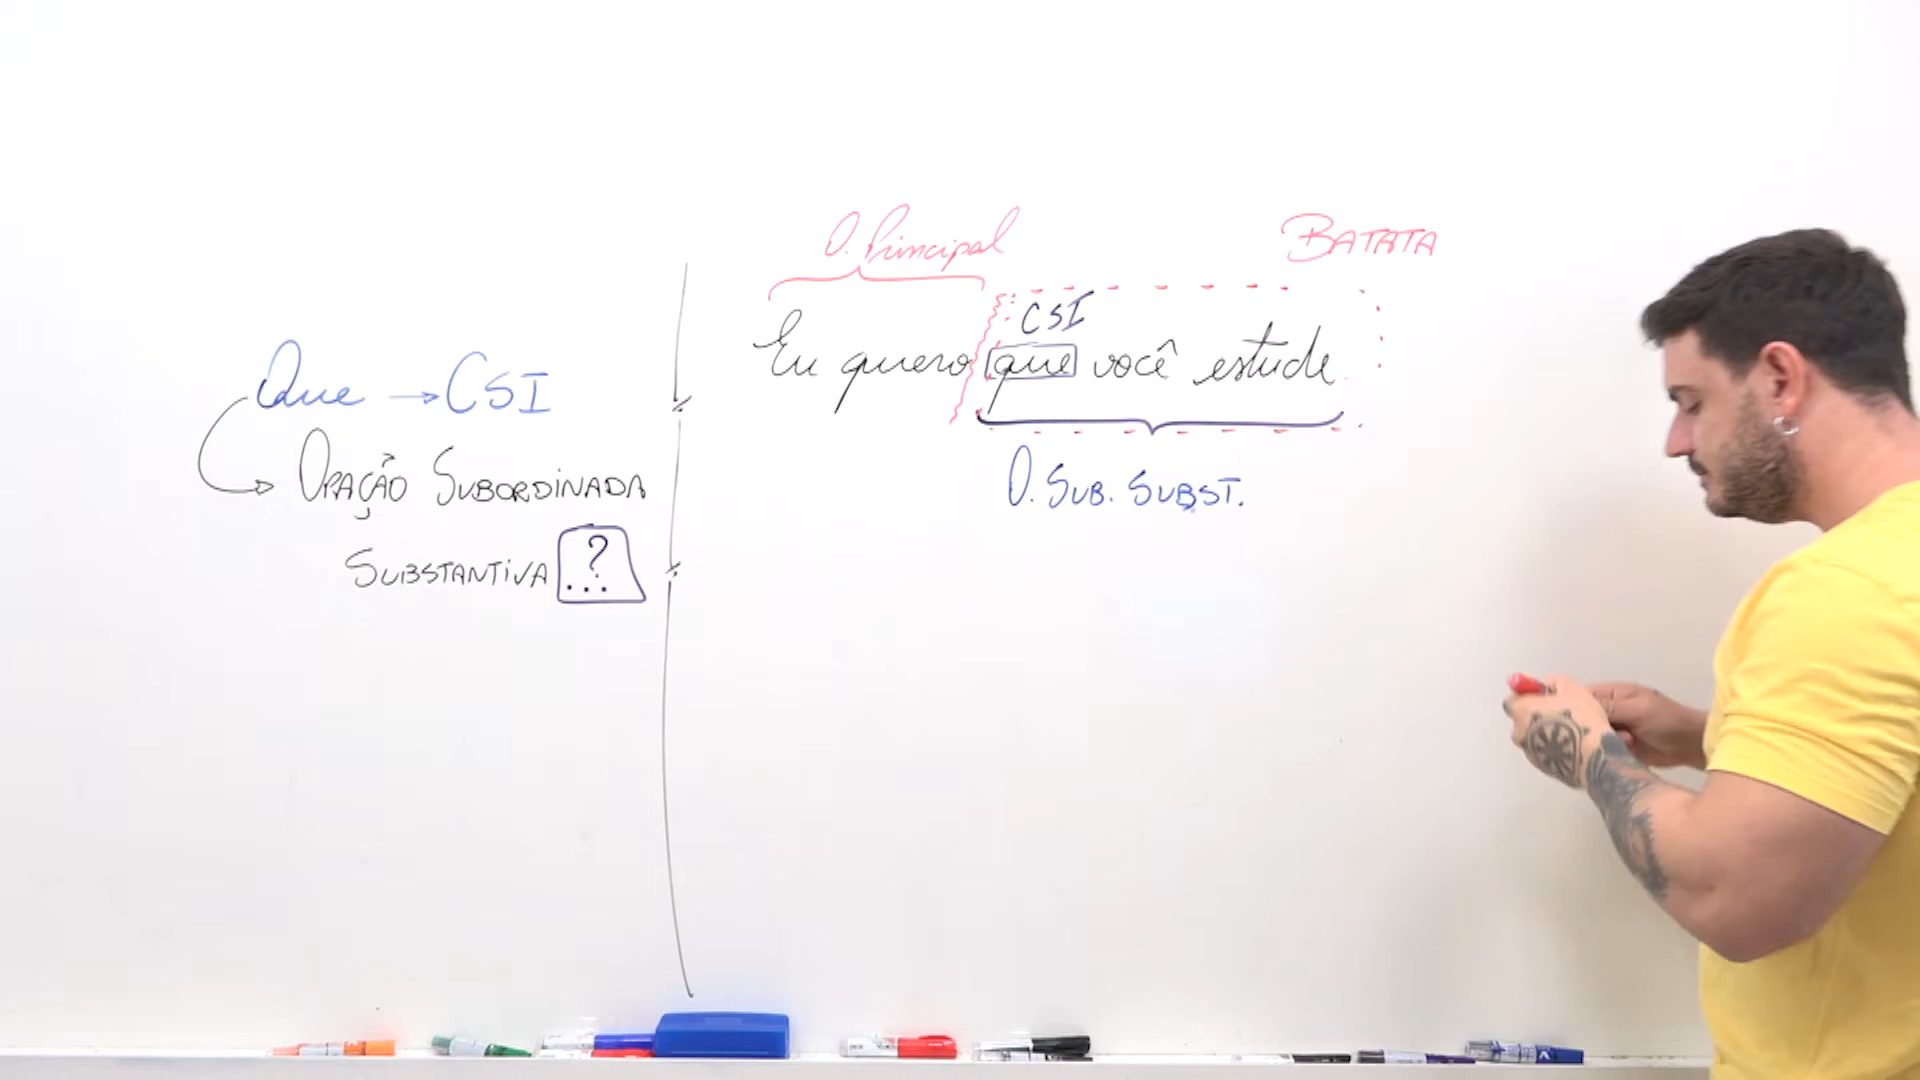 Que → CSI
Oração Subordinada
Substantiva ?
...
O. Principal
Batata
CSI
Eu quero que você estude.
O. Sub. Subst.